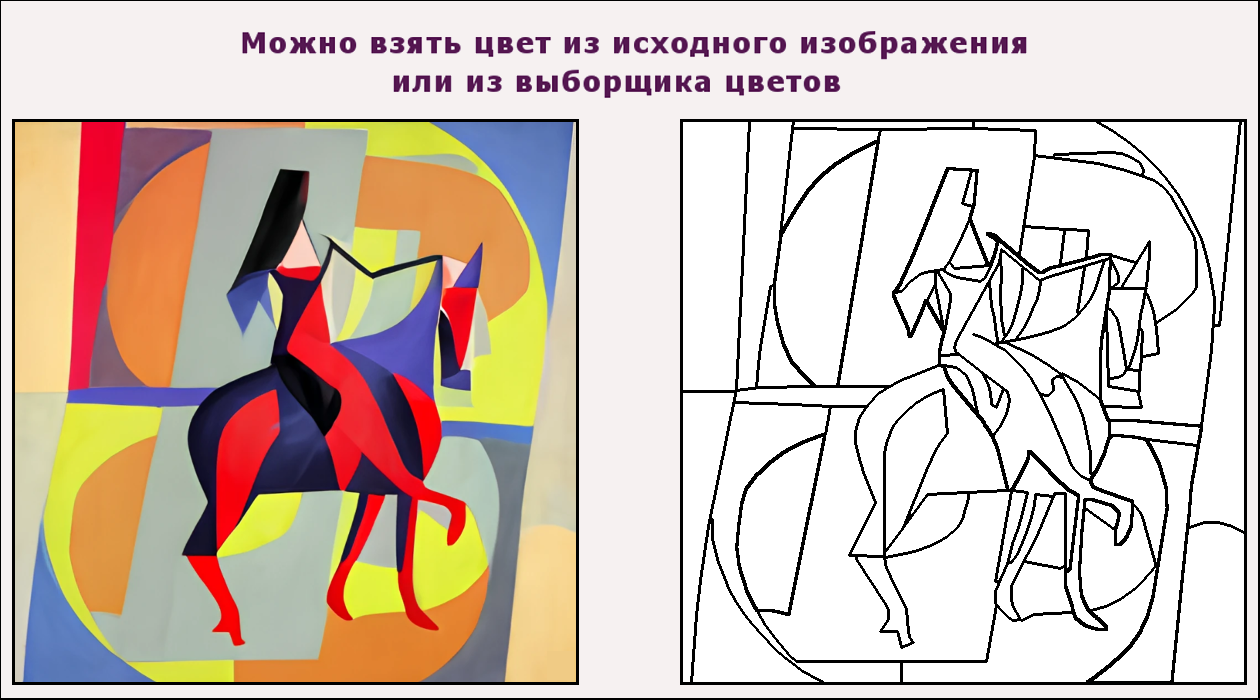 Можно взять цвет из исходного изображения
или из выборщика цветов